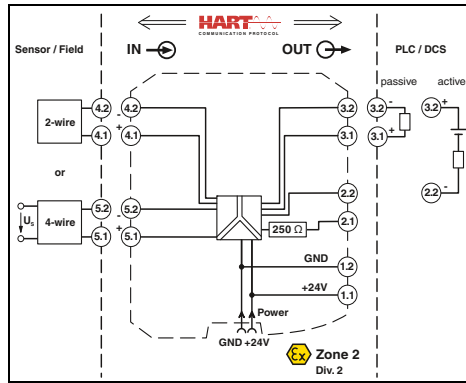 HART
COMMUNICATION PROTOCOL
Sensor / Field
IN
OUT
PLC / DCS
passive
active
2-wire
4.2
4.1
4.2
-
+
4.1
3.2
3.1
3.2
-
+
3.1
3.2
+
or
Us
4-wire
5.2
5.1
5.2
-
+
5.1
2.2
250 Ω
2.1
2.2
-
GND
1.2
+24V
1.1
Power
GND +24V
Ex
Zone 2
Div. 2